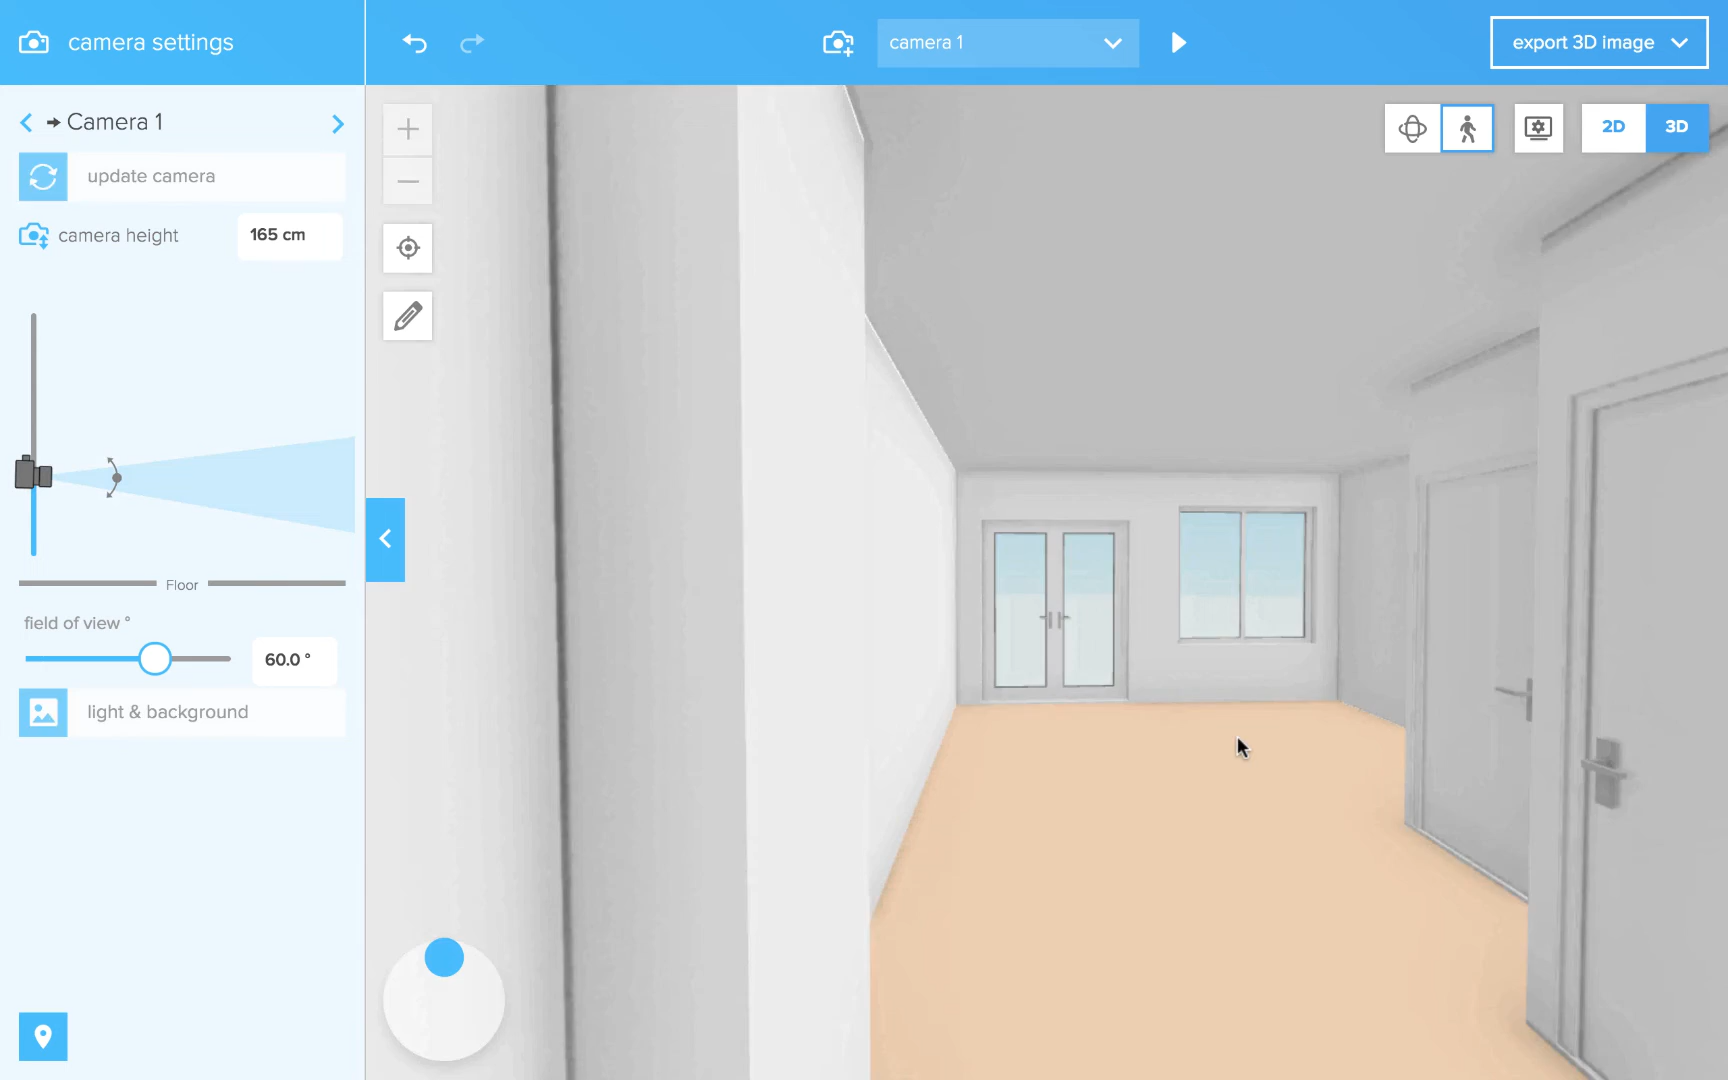 camera settings
camera 1
export 3D image
Camera 1
2D
3D
update camera
camera height
165 cm
Floor
field of view °
60.0 °
light & background